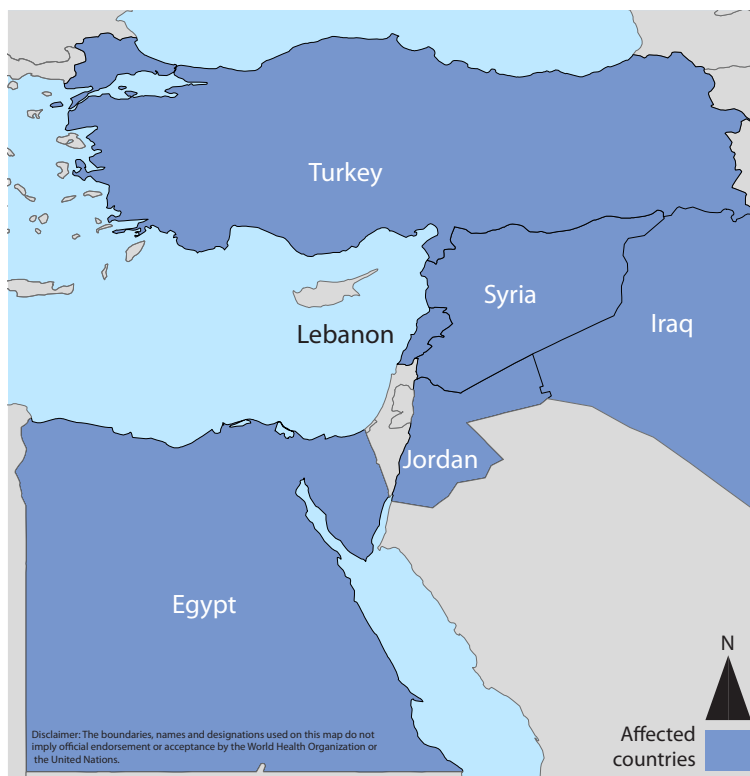 Turkey
Syria
Iraq
Lebanon
Jordan
Egypt
N
Affected
countries
Disclaimer: The boundaries, names and designations used on this map do not
imply official endorsement or acceptance by the World Health Organization or
the United Nations.